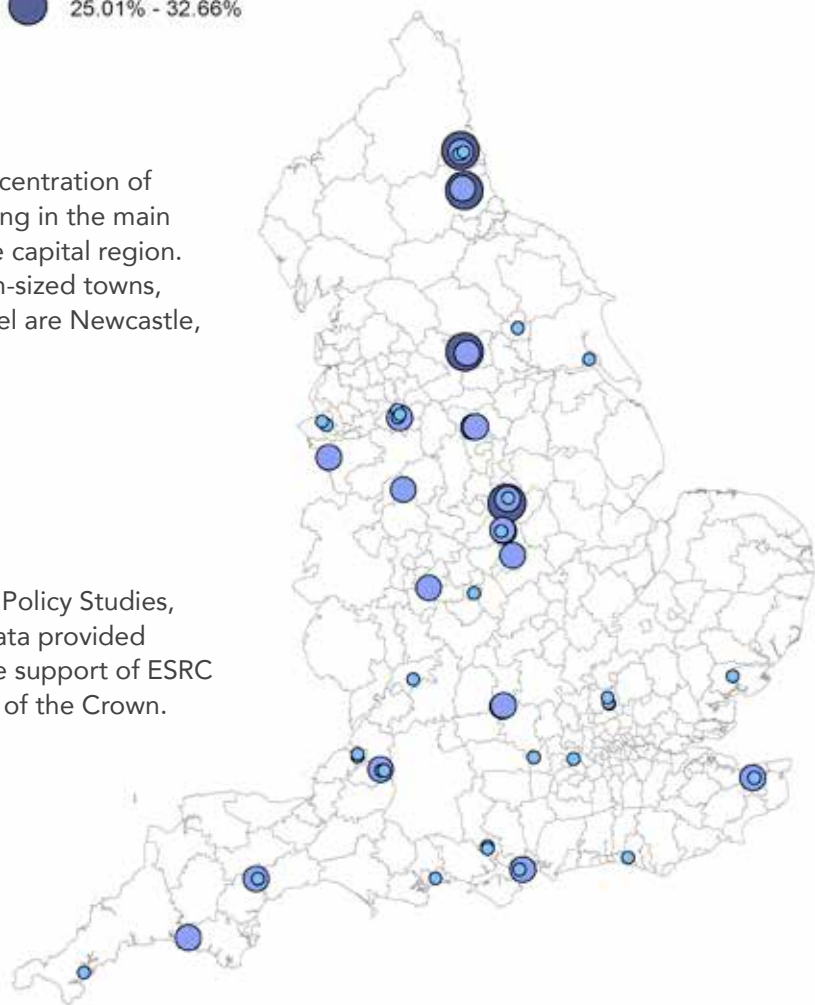 25.01% - 32.66%
centration of
ng in the main
e capital region.
n-sized towns,
el are Newcastle,
Policy Studies,
ata provided
e support of ESRC
of the Crown.